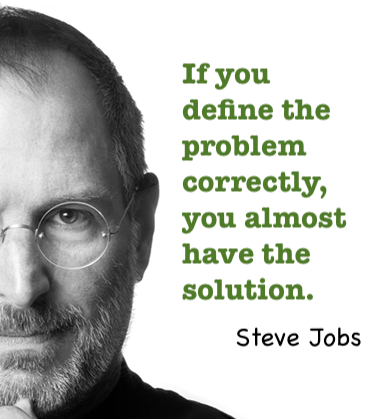 If you
define the
problem
correctly,
you almost
have the
solution.
Steve Jobs